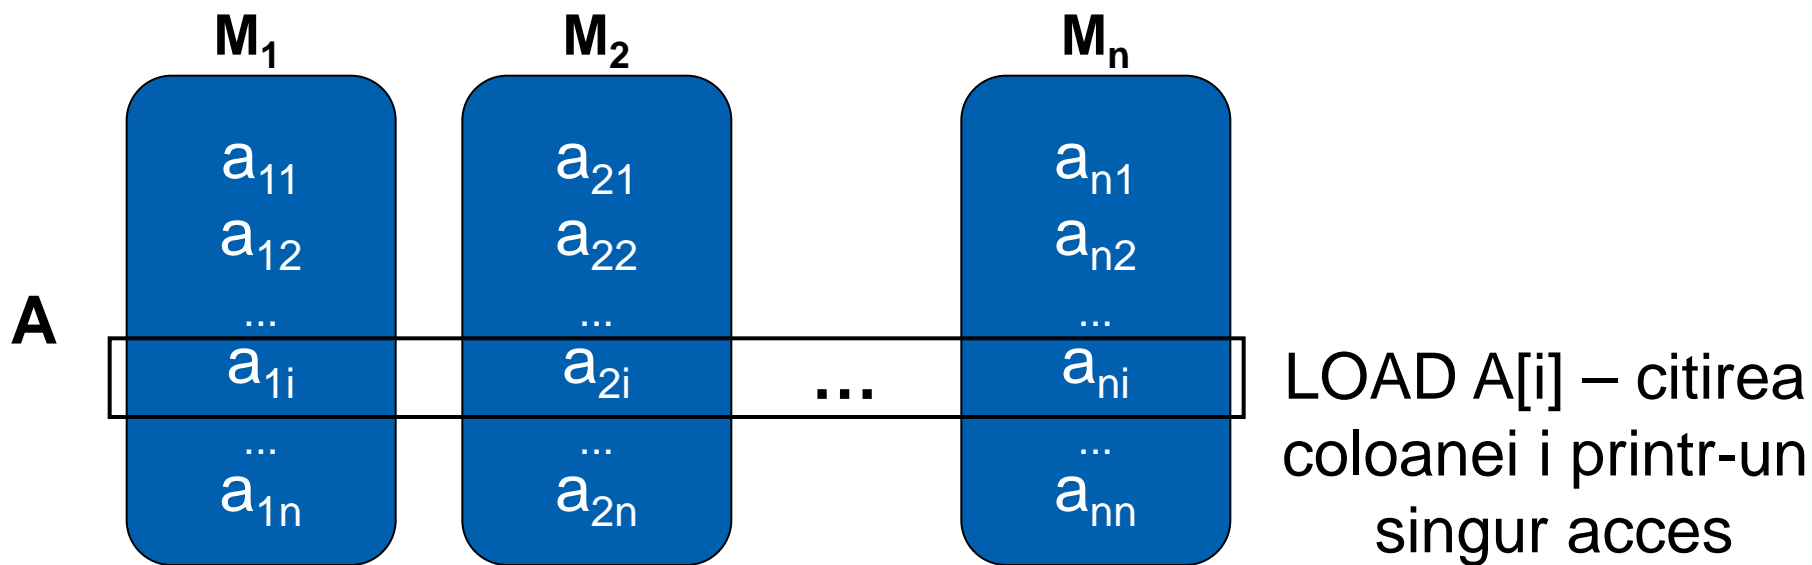 M₁ M₂ Mₙ
a₁₁ a₂₁ aₙ₁
a₁₂ a₂₂ aₙ₂
A
... ... ...
a₁ᵢ a₂ᵢ ... aₙᵢ
LOAD A[i] – citirea
coloanei i printr-un
singur acces
... ... ...
a₁ₙ a₂ₙ aₙₙ